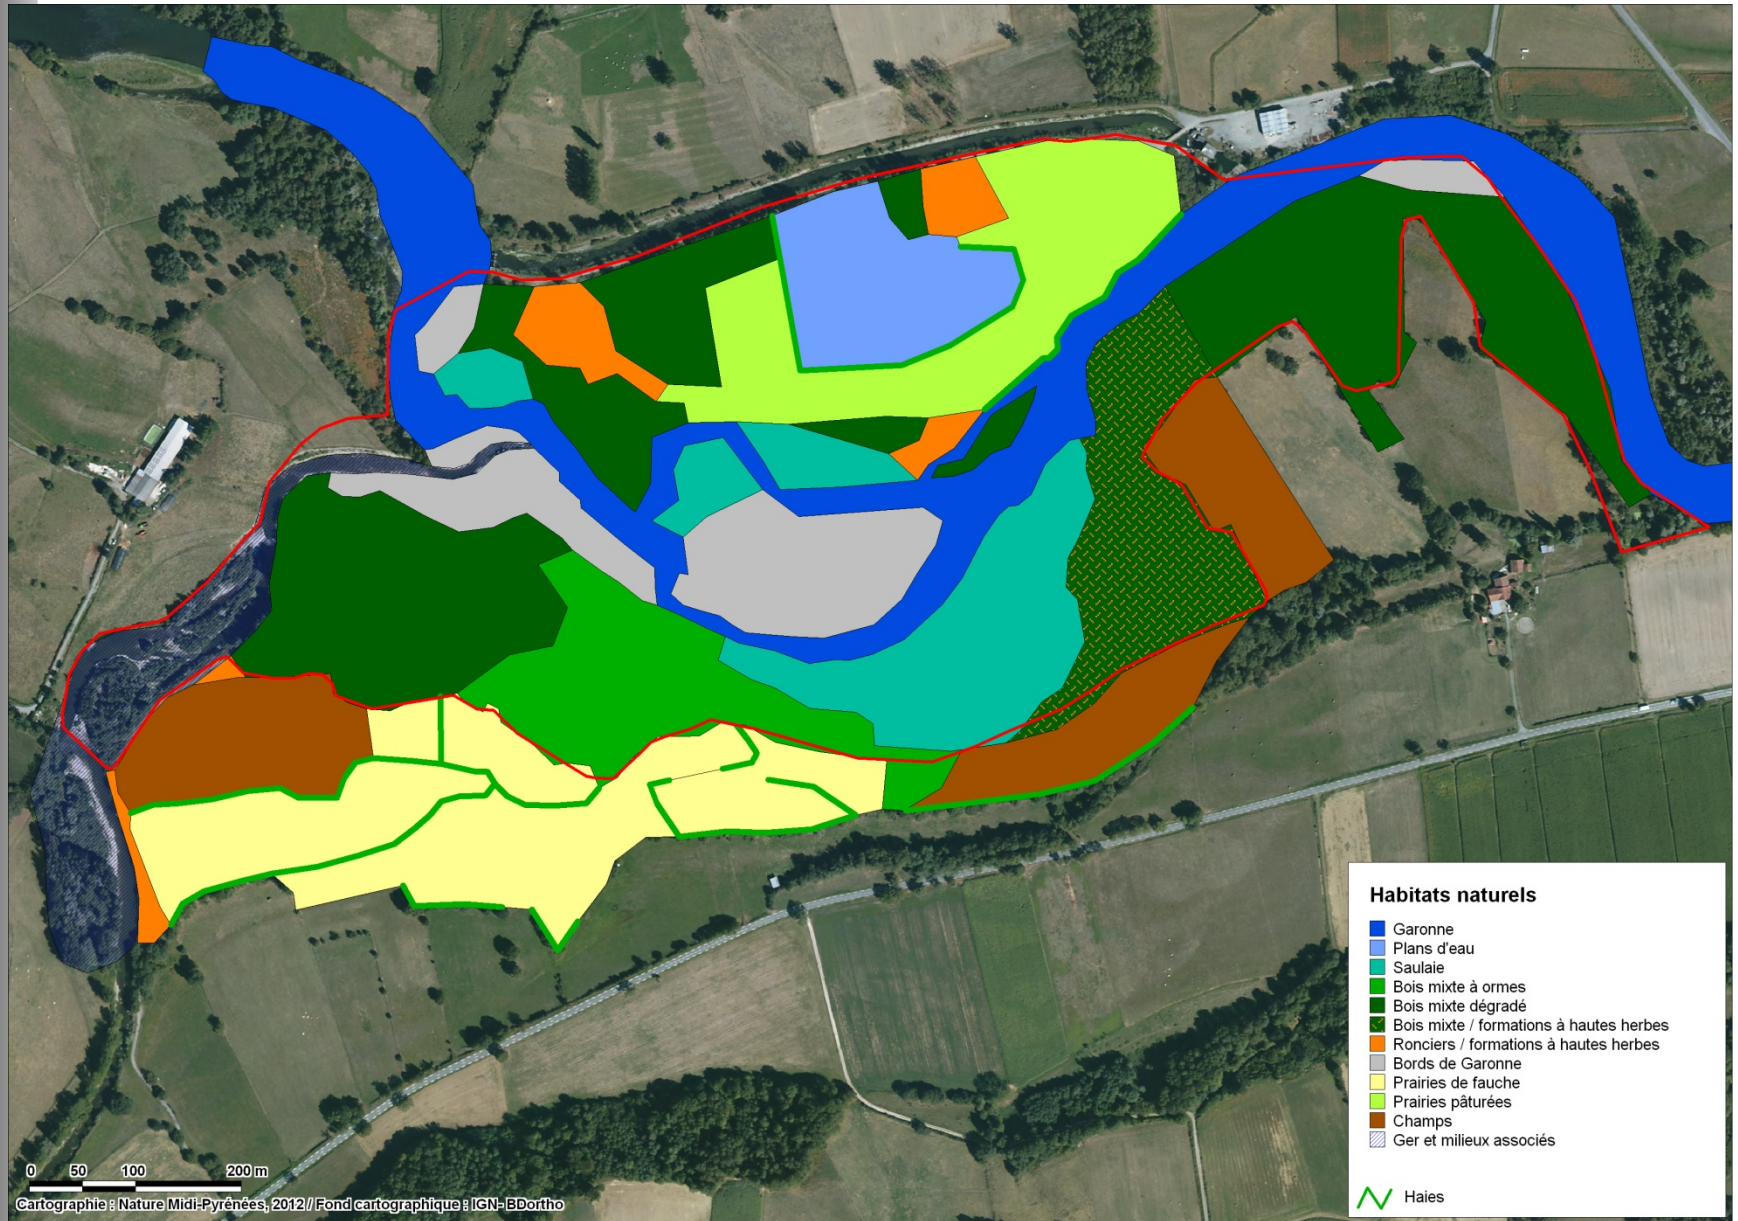 Habitats naturels
Garonne
Plans d'eau
Saulaie
Bois mixte à ormes
Bois mixte dégradé
Bois mixte / formations à hautes herbes
Ronciers / formations à hautes herbes
Bords de Garonne
Prairies de fauche
Prairies pâturées
Champs
Ger et milieux associés
Haies
0 50 100 200 m
Cartographie : Nature Midi-Pyrénées, 2012 / Fond cartographique : IGN- BDortho